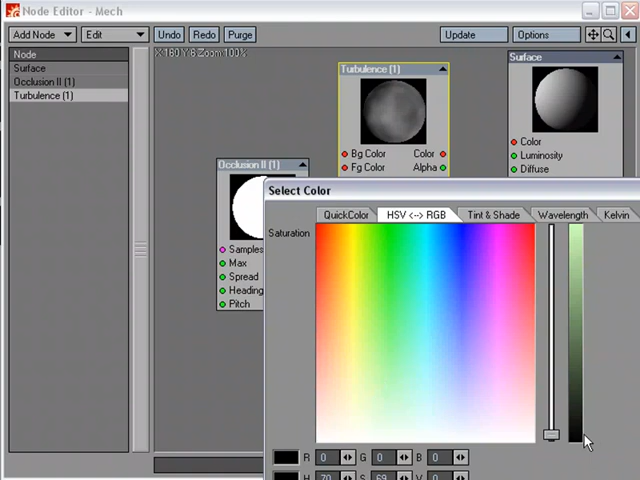 Node Editor - Mech
Add Node Edit Undo Redo Purge Update Options
Node
Surface
Occlusion II (1)
Turbulence (1)
X:160 Y:6 Zoom:100%
Turbulence (1)
Bg Color Color
Fg Color Alpha
Surface
Color
Luminosity
Diffuse
Occlusion II (1)
Samples
Max
Spread
Heading
Pitch
Select Color
QuickColor HSV <--> RGB Tint & Shade Wavelength Kelvin
Saturation
R 0 G 0 B 0
H 70 S 69 V